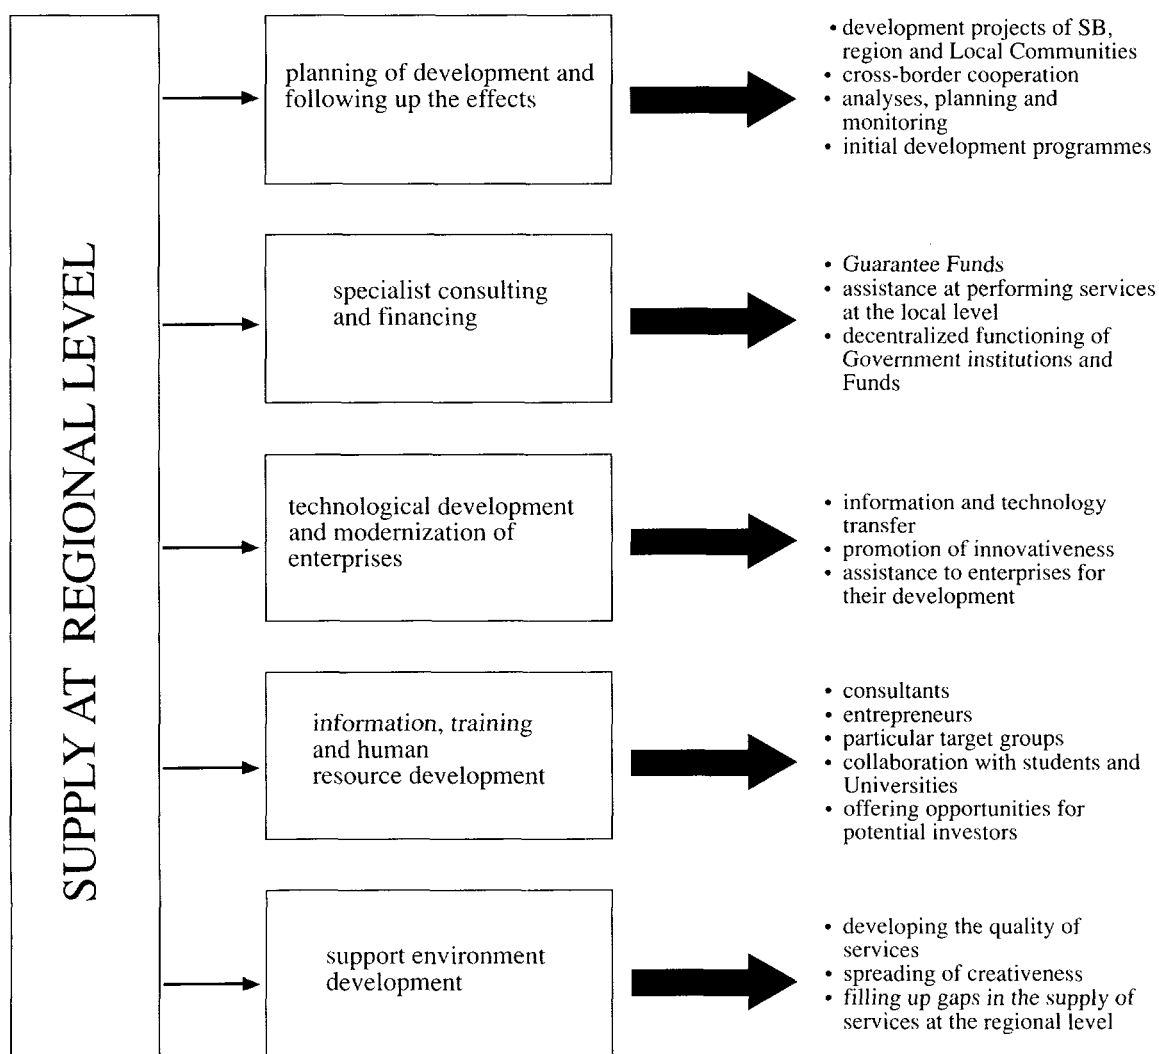 SUPPLY AT REGIONAL LEVEL
planning of development and
following up the effects
• development projects of SB,
region and Local Communities
• cross-border cooperation
• analyses, planning and
monitoring
• initial development programmes
specialist consulting
and financing
• Guarantee Funds
• assistance at performing services
at the local level
• decentralized functioning of
Government institutions and
Funds
technological development
and modernization of
enterprises
• information and technology
transfer
• promotion of innovativeness
• assistance to enterprises for
their development
information, training
and human
resource development
• consultants
• entrepreneurs
• particular target groups
• collaboration with students and
Universities
• offering opportunities for
potential investors
support environment
development
• developing the quality of
services
• spreading of creativeness
• filling up gaps in the supply of
services at the regional level